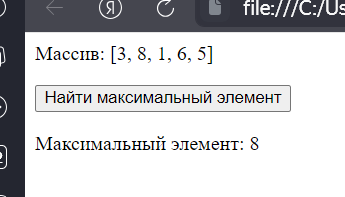 Я
file:///C:/Us
Массив: [3, 8, 1, 6, 5]
Найти максимальный элемент
Максимальный элемент: 8